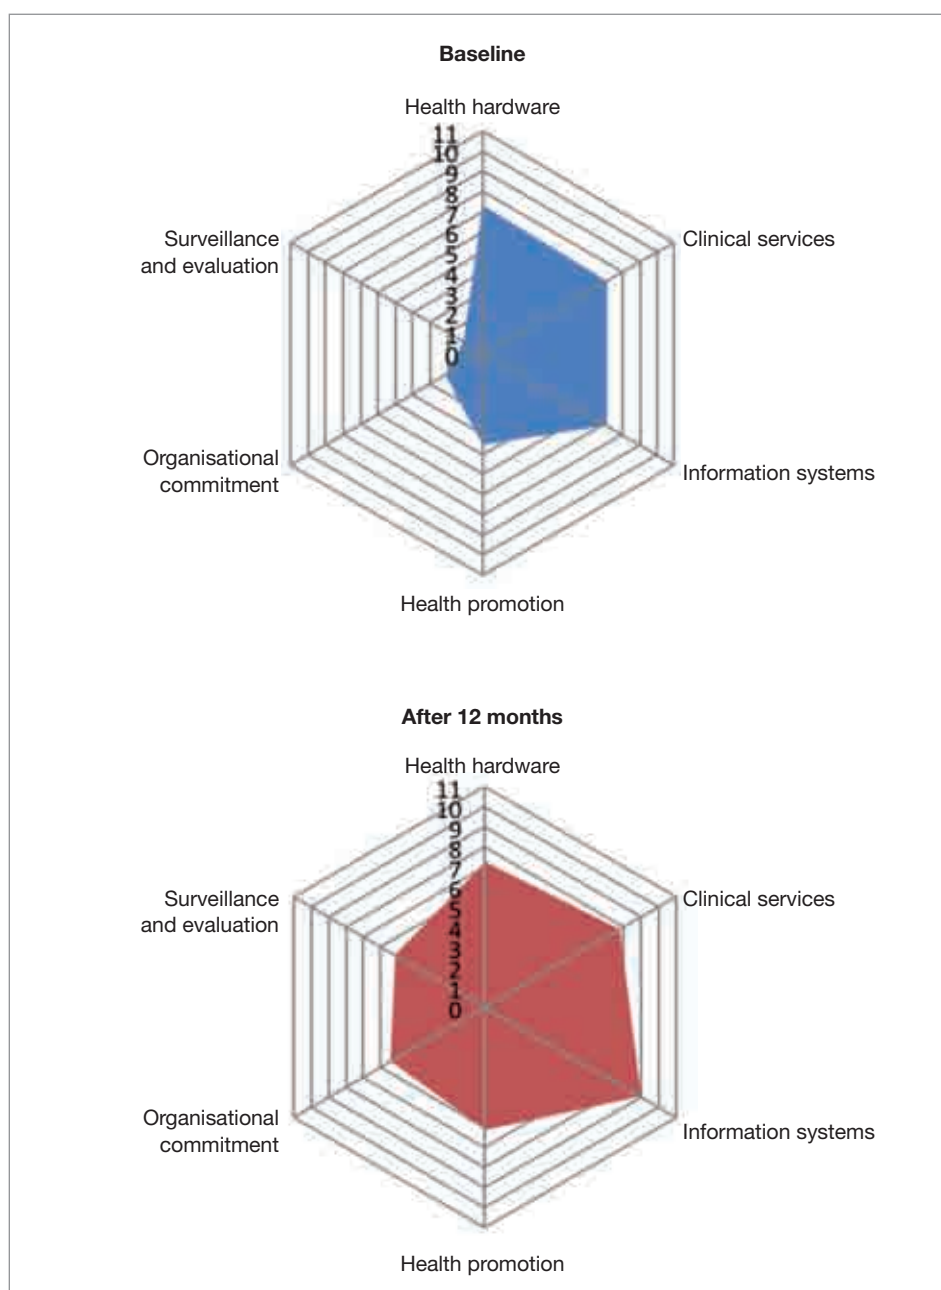 Baseline
Health hardware
11
10
9
8
7
6
5
4
3
2
1
0
Surveillance
and evaluation
Clinical services
Organisational
commitment
Information systems
Health promotion
After 12 months
Health hardware
11
10
9
8
7
6
5
4
3
2
1
0
Surveillance
and evaluation
Clinical services
Organisational
commitment
Information systems
Health promotion